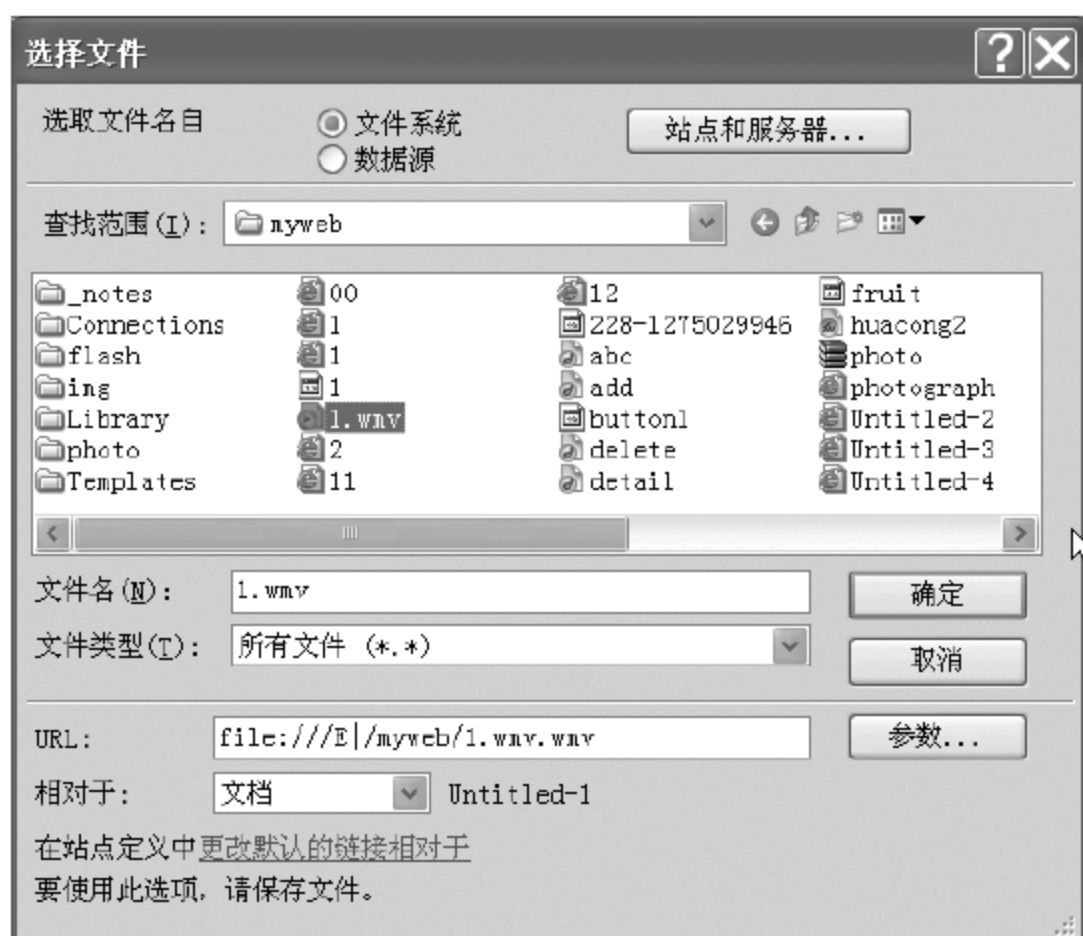 选择文件
选取文件名自 文件系统 站点和服务器...
数据源
查找范围(I): myweb
_notes 00 12 fruit
Connections 1 228-1275029946 huacong2
flash 1 abc photo
img 1 add photograph
Library 1.wmv button1 Untitled-2
photo 2 delete Untitled-3
Templates 11 detail Untitled-4
文件名(N): 1.wmv 确定
文件类型(T): 所有文件 (*.*) 取消
URL: file:///E|/myweb/1.wmv.wmv 参数...
相对于: 文档 Untitled-1
在站点定义中更改默认的链接相对于
要使用此选项，请保存文件。